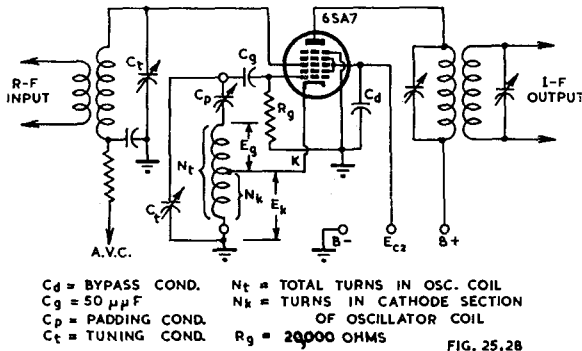 6SA7
R-F
INPUT
Ct
Cg
Cp
Rg
Cd
I-F
OUTPUT
Eg
K
Nt
Nk
Ek
Ct
A.V.C.
B-
Ec2
B+
Cd = BYPASS COND.
Cg = 50 μμF
Cp = PADDING COND.
Ct = TUNING COND.
Nt = TOTAL TURNS IN OSC. COIL
Nk = TURNS IN CATHODE SECTION
OF OSCILLATOR COIL
Rg = 20,000 OHMS
FIG. 25.28